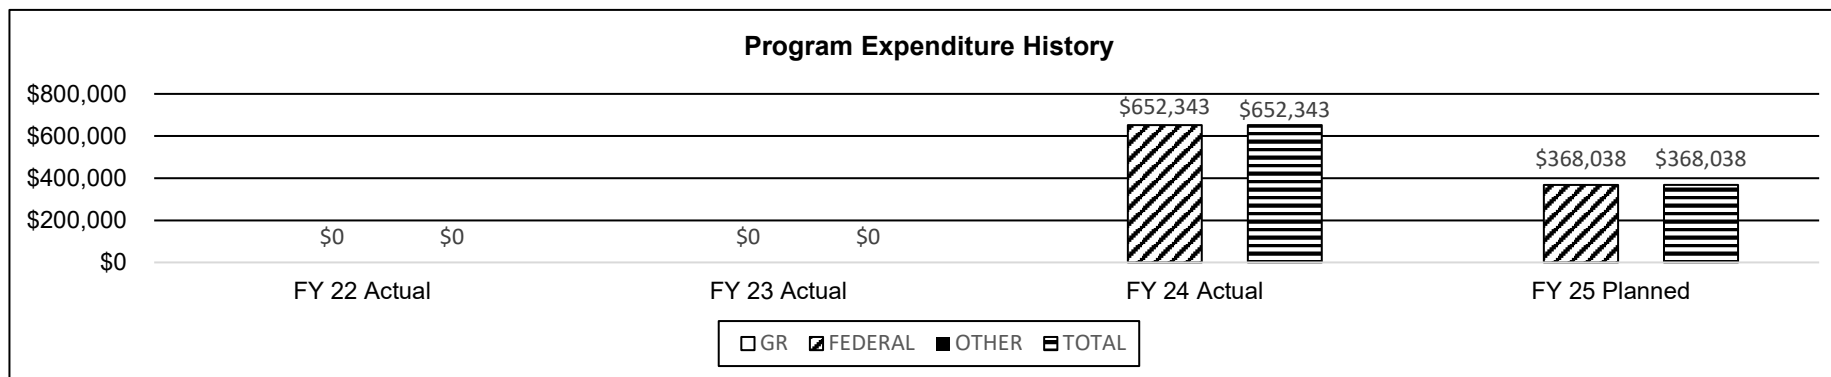 Program Expenditure History
$800,000
$600,000
$400,000
$200,000
$0
$0 $0 $0 $0 $652,343 $652,343 $368,038 $368,038
FY 22 Actual FY 23 Actual FY 24 Actual FY 25 Planned
GR FEDERAL OTHER TOTAL